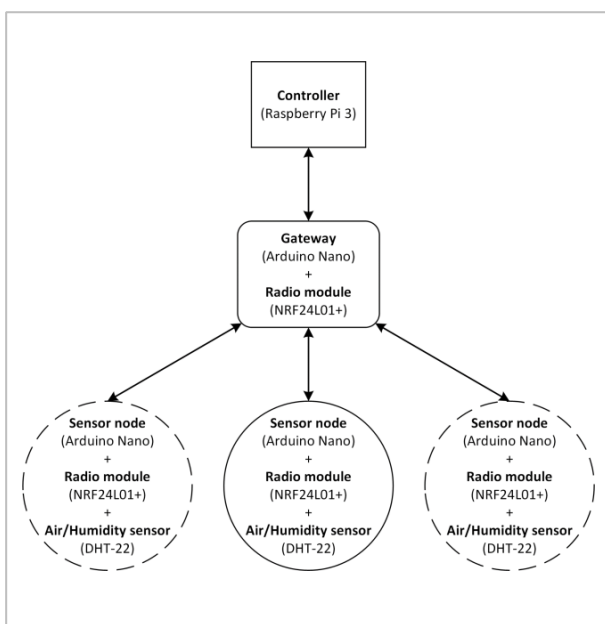 Controller
(Raspberry Pi 3)
Gateway
(Arduino Nano)
+
Radio module
(NRF24L01+)
Sensor node
(Arduino Nano)
+
Radio module
(NRF24L01+)
+
Air/Humidity sensor
(DHT-22)
Sensor node
(Arduino Nano)
+
Radio module
(NRF24L01+)
+
Air/Humidity sensor
(DHT-22)
Sensor node
(Arduino Nano)
+
Radio module
(NRF24L01+)
+
Air/Humidity sensor
(DHT-22)